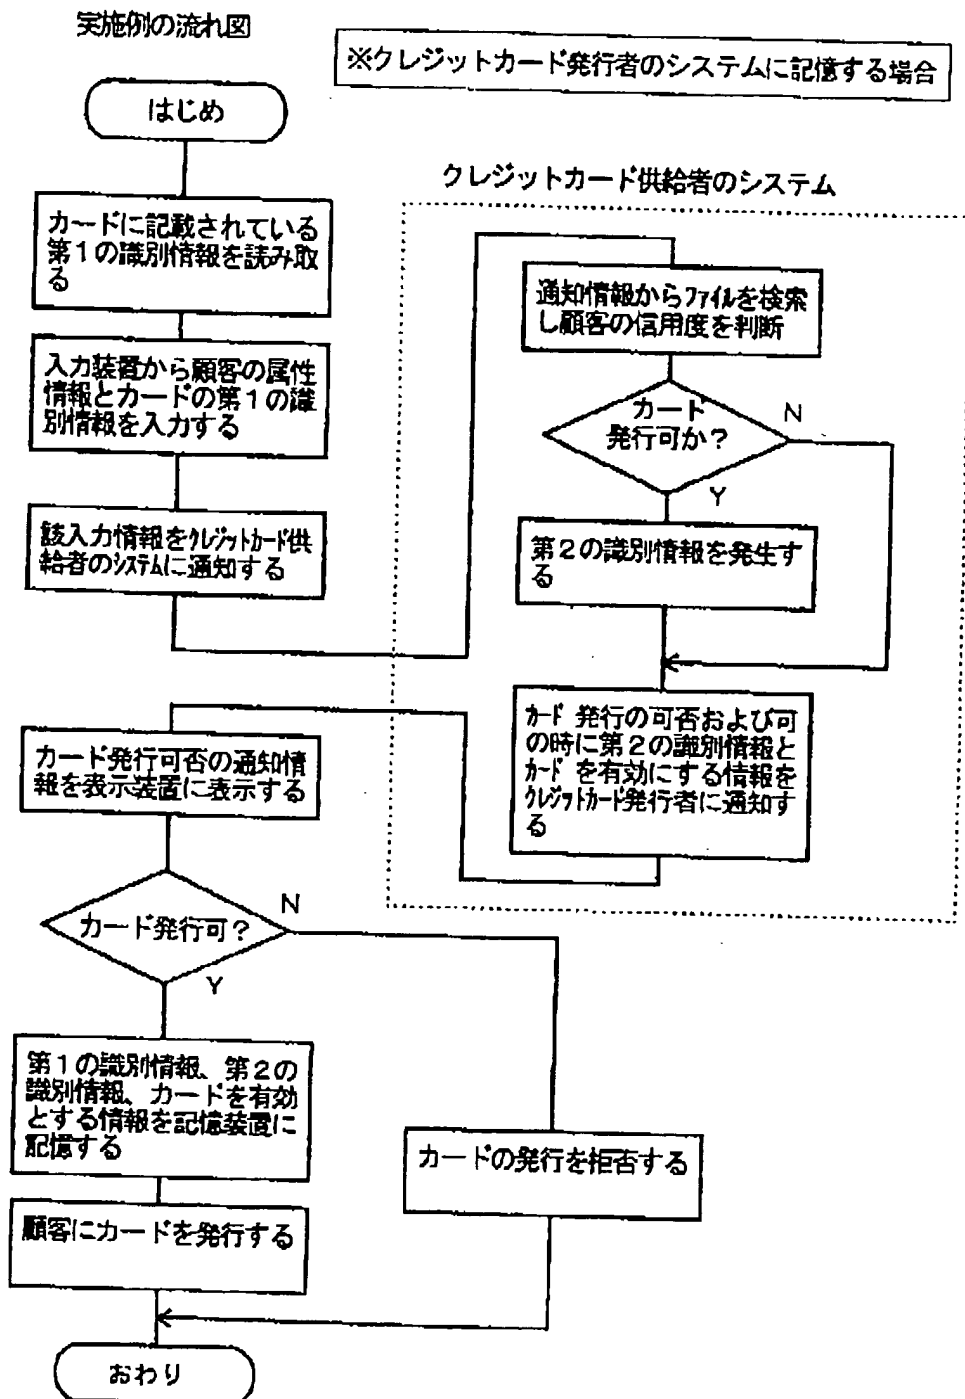 実施例の流れ図
※クレジットカード発行者のシステムに記憶する場合
はじめ
カードに記載されている
第1の識別情報を読み取
る
入力装置から顧客の属性
情報とカードの第1の識
別情報を入力する
該入力情報をクレジットカード供
給者のシステムに通知する
クレジットカード供給者のシステム
通知情報からファイルを検索
し顧客の信用度を判断
カード
発行可か?
N
Y
第2の識別情報を発生す
る
カード発行の可否および可
の時に第2の識別情報と
カードを有効にする情報を
クレジットカード発行者に通知す
る
カード発行可否の通知情
報を表示装置に表示する
カード発行可?
N
Y
第1の識別情報、第2の
識別情報、カードを有効
とする情報を記憶装置に
記憶する
カードの発行を拒否する
顧客にカードを発行する
おわり